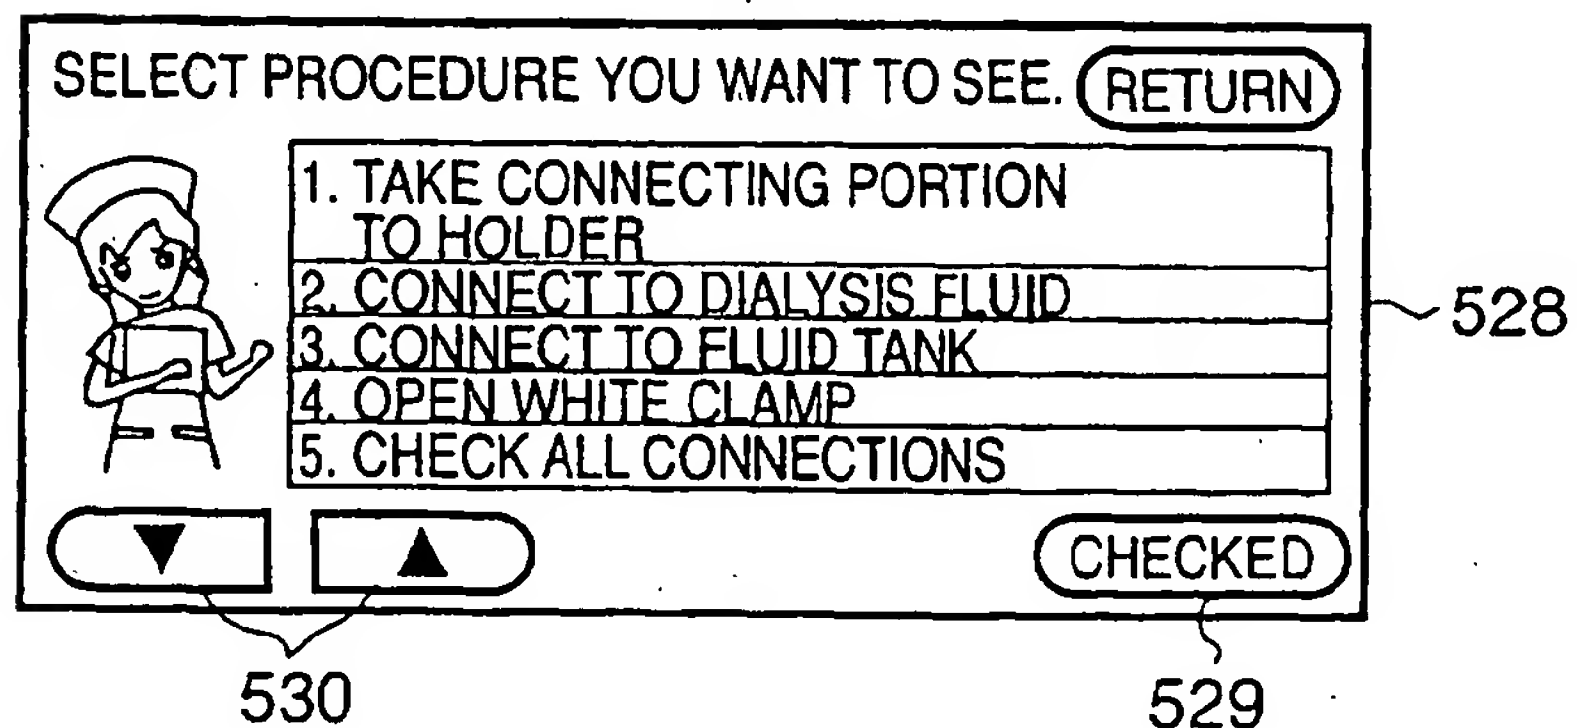 SELECT PROCEDURE YOU WANT TO SEE. RETURN
1. TAKE CONNECTING PORTION
TO HOLDER
2. CONNECT TO DIALYSIS FLUID
3. CONNECT TO FLUID TANK
4. OPEN WHITE CLAMP
5. CHECK ALL CONNECTIONS
▼ ▲ CHECKED
528
530 529